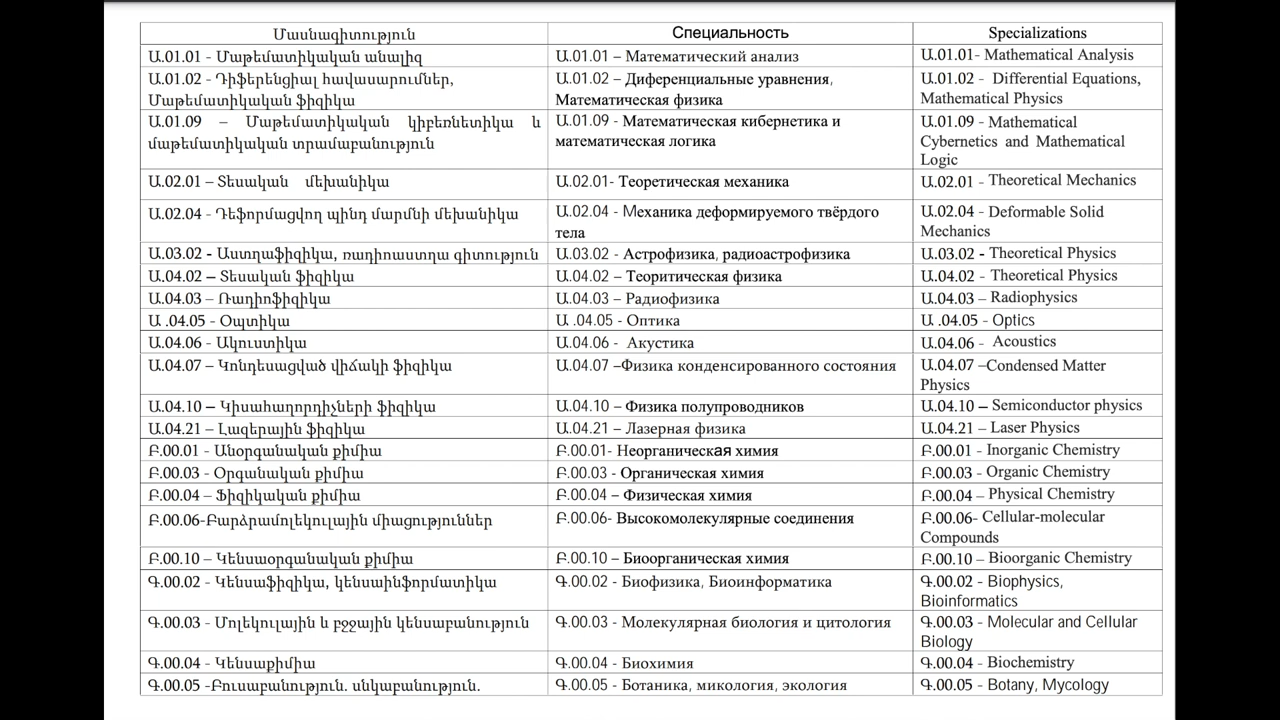 Մասնագիտություն
Специальность
Specializations
Ա.01.01 - Մաթեմատիկական անալիզ
Ա.01.01 – Математический анализ
Ա.01.01- Mathematical Analysis
Ա.01.02 - Դիֆերենցիալ հավասարումներ,
Մաթեմատիկական ֆիզիկա
Ա.01.02 – Диференциальные уравнения,
Математическая физика
Ա.01.02 - Differential Equations,
Mathematical Physics
Ա.01.09 – Մաթեմատիկական կիբեռնետիկա և
մաթեմատիկական տրամաբանություն
Ա.01.09 - Математическая кибернетика и
математическая логика
Ա.01.09 - Mathematical
Cybernetics and Mathematical
Logic
Ա.02.01 – Տեսական մեխանիկա
Ա.02.01- Теоретическая механика
Ա.02.01 - Theoretical Mechanics
Ա.02.04 - Դեֆորմացվող պինդ մարմնի մեխանիկա
Ա.02.04 - Механика деформируемого твёрдого
тела
Ա.02.04 - Deformable Solid
Mechanics
Ա.03.02 - Աստղաֆիզիկա, ռադիոաստղա գիտություն
Ա.03.02 - Астрофизика, радиоастрофизика
Ա.03.02 - Theoretical Physics
Ա.04.02 – Տեսական ֆիզիկա
Ա.04.02 – Теоритическая физика
Ա.04.02 - Theoretical Physics
Ա.04.03 – Ռադիոֆիզիկա
Ա.04.03 – Радиофизика
Ա.04.03 – Radiophysics
Ա .04.05 - Օպտիկա
Ա .04.05 - Оптика
Ա .04.05 - Optics
Ա.04.06 - Ակուստիկա
Ա.04.06 - Акустика
Ա.04.06 - Acoustics
Ա.04.07 – Կոնդեսացված վիճակի ֆիզիկա
Ա.04.07 –Физика конденсированного состояния
Ա.04.07 –Condensed Matter
Physics
Ա.04.10 – Կիսահաղորդիչների ֆիզիկա
Ա.04.10 – Физика полупроводников
Ա.04.10 – Semiconductor physics
Ա.04.21 – Լազերային ֆիզիկա
Ա.04.21 – Лазерная физика
Ա.04.21 – Laser Physics
Բ.00.01 - Անօրգանական քիմիա
Բ.00.01- Неорганическая химия
Բ.00.01 - Inorganic Chemistry
Բ.00.03 - Օրգանական քիմիա
Բ.00.03 - Органическая химия
Բ.00.03 - Organic Chemistry
Բ.00.04 – Ֆիզիկական քիմիա
Բ.00.04 – Физическая химия
Բ.00.04 – Physical Chemistry
Բ.00.06-Բարձրամոլեկուլային միացություններ
Բ.00.06- Высокомолекулярные соединения
Բ.00.06- Cellular-molecular
Compounds
Բ.00.10 – Կենսաօրգանական քիմիա
Բ.00.10 – Биоорганическая химия
Բ.00.10 – Bioorganic Chemistry
Գ.00.02 - Կենսաֆիզիկա, կենսաինֆորմատիկա
Գ.00.02 - Биофизика, Биоинформатика
Գ.00.02 - Biophysics,
Bioinformatics
Գ.00.03 - Մոլեկուլային և բջջային կենսաբանություն
Գ.00.03 - Молекулярная биология и цитология
Գ.00.03 - Molecular and Cellular
Biology
Գ.00.04 - Կենսաքիմիա
Գ.00.04 - Биохимия
Գ.00.04 - Biochemistry
Գ.00.05 -Բուսաբանություն. սնկաբանություն.
Գ.00.05 - Ботаника, микология, экология
Գ.00.05 - Botany, Mycology